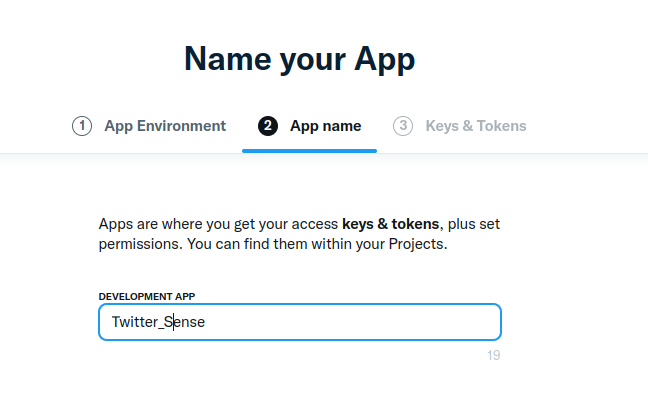 Name your App
1 App Environment 2 App name 3 Keys & Tokens
Apps are where you get your access keys & tokens, plus set
permissions. You can find them within your Projects.
DEVELOPMENT APP
Twitter_Sense
19